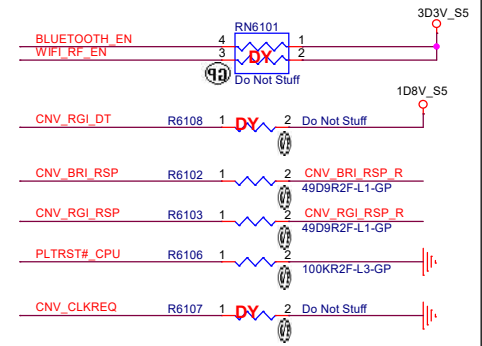 3D3V_S5
RN6101
BLUETOOTH_EN 4 1
WIFI_RF_EN 3 DY 2
GP Do Not Stuff
1D8V_S5
CNV_RGI_DT R6108 1 DY 2 Do Not Stuff
CNV_BRI_RSP R6102 1 2 CNV_BRI_RSP_R
49D9R2F-L1-GP
CNV_RGI_RSP R6103 1 2 CNV_RGI_RSP_R
49D9R2F-L1-GP
PLTRST#_CPU R6106 1 2
100KR2F-L3-GP
CNV_CLKREQ R6107 1 DY 2 Do Not Stuff